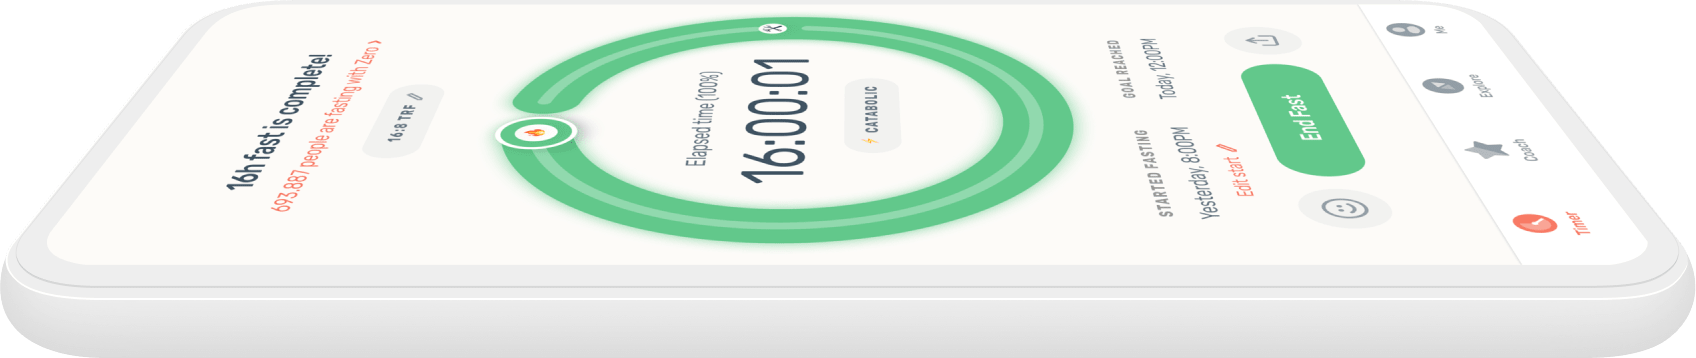 16h fast is complete!
693,887 people are fasting with Zero >
16:8 TRF
Elapsed time (100%)
16:00:01
CATABOLIC
STARTED FASTING
Yesterday, 8:00PM
Edit start
GOAL REACHED
Today, 12:00PM
End Fast
Timer
Coach
Explore
Me